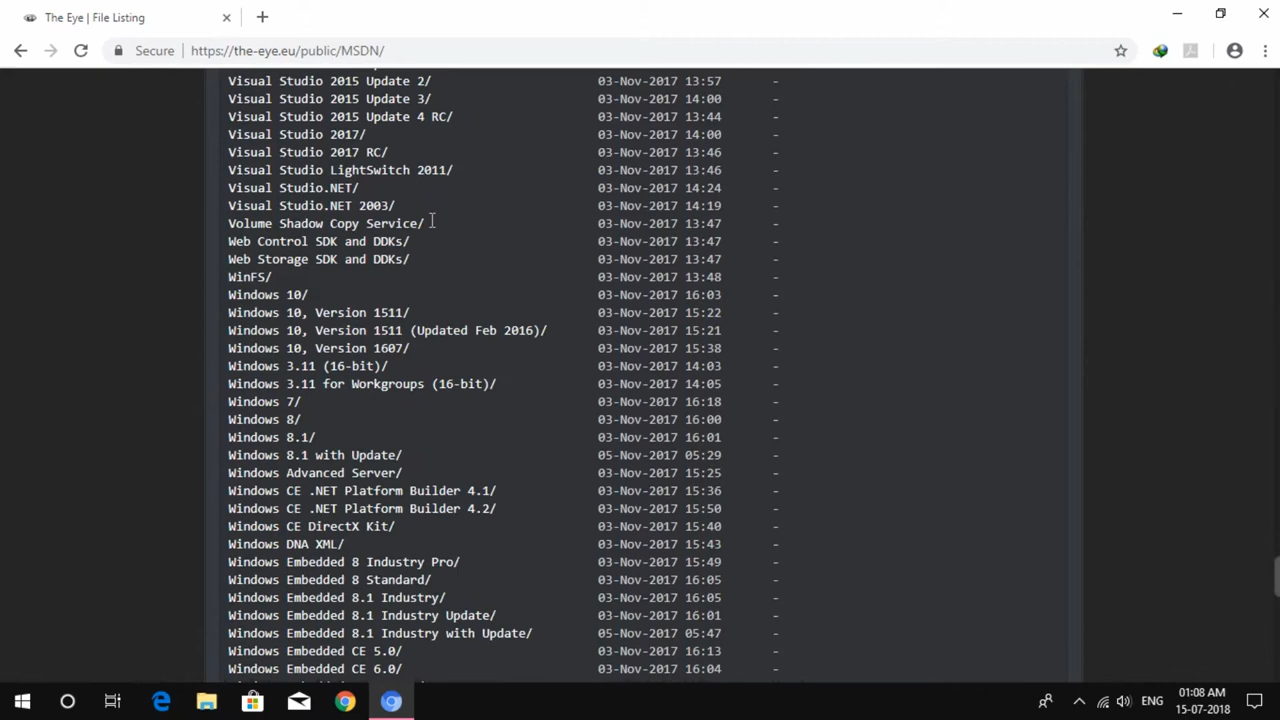 The Eye | File Listing
Secure https://the-eye.eu/public/MSDN/
Visual Studio 2015 Update 2/ 03-Nov-2017 13:57 -
Visual Studio 2015 Update 3/ 03-Nov-2017 14:00 -
Visual Studio 2015 Update 4 RC/ 03-Nov-2017 13:44 -
Visual Studio 2017/ 03-Nov-2017 14:00 -
Visual Studio 2017 RC/ 03-Nov-2017 13:46 -
Visual Studio LightSwitch 2011/ 03-Nov-2017 13:46 -
Visual Studio.NET/ 03-Nov-2017 14:24 -
Visual Studio.NET 2003/ 03-Nov-2017 14:19 -
Volume Shadow Copy Service/ 03-Nov-2017 13:47 -
Web Control SDK and DDKs/ 03-Nov-2017 13:47 -
Web Storage SDK and DDKs/ 03-Nov-2017 13:47 -
WinFS/ 03-Nov-2017 13:48 -
Windows 10/ 03-Nov-2017 16:03 -
Windows 10, Version 1511/ 03-Nov-2017 15:22 -
Windows 10, Version 1511 (Updated Feb 2016)/ 03-Nov-2017 15:21 -
Windows 10, Version 1607/ 03-Nov-2017 15:38 -
Windows 3.11 (16-bit)/ 03-Nov-2017 14:03 -
Windows 3.11 for Workgroups (16-bit)/ 03-Nov-2017 14:05 -
Windows 7/ 03-Nov-2017 16:18 -
Windows 8/ 03-Nov-2017 16:00 -
Windows 8.1/ 03-Nov-2017 16:01 -
Windows 8.1 with Update/ 05-Nov-2017 05:29 -
Windows Advanced Server/ 03-Nov-2017 15:25 -
Windows CE .NET Platform Builder 4.1/ 03-Nov-2017 15:36 -
Windows CE .NET Platform Builder 4.2/ 03-Nov-2017 15:50 -
Windows CE DirectX Kit/ 03-Nov-2017 15:40 -
Windows DNA XML/ 03-Nov-2017 15:43 -
Windows Embedded 8 Industry Pro/ 03-Nov-2017 15:49 -
Windows Embedded 8 Standard/ 03-Nov-2017 16:05 -
Windows Embedded 8.1 Industry/ 03-Nov-2017 16:05 -
Windows Embedded 8.1 Industry Update/ 03-Nov-2017 16:01 -
Windows Embedded 8.1 Industry with Update/ 05-Nov-2017 05:47 -
Windows Embedded CE 5.0/ 03-Nov-2017 16:13 -
Windows Embedded CE 6.0/ 03-Nov-2017 16:04 -
ENG
01:08 AM
15-07-2018